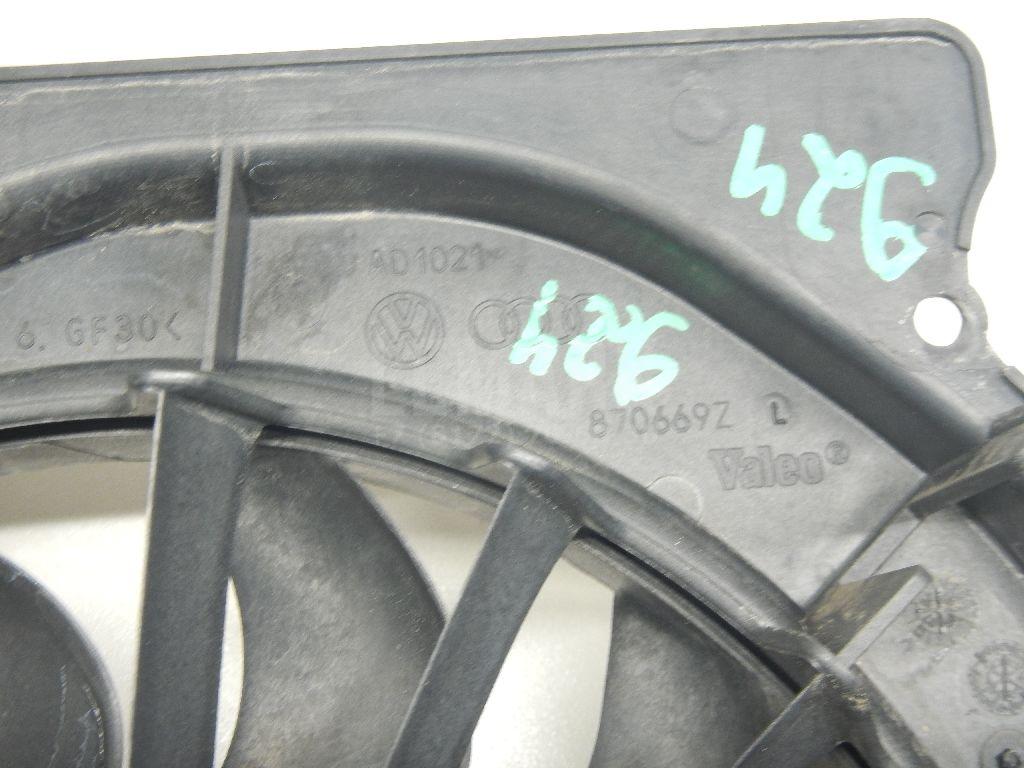 924
AD1021
6. GF30<
924
870669Z L
Valeo®